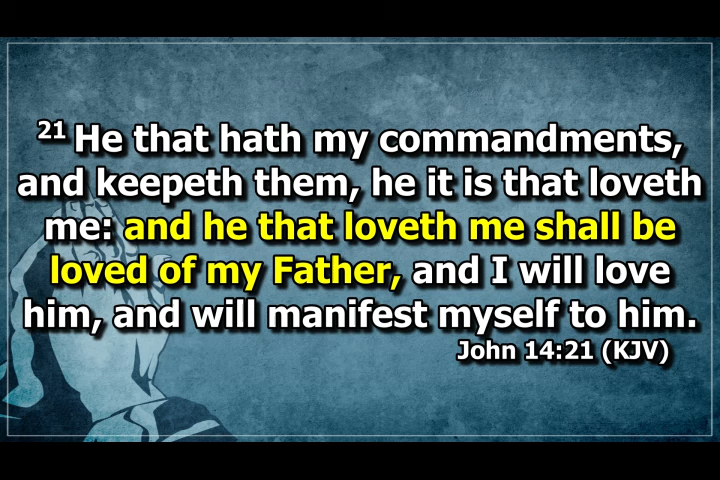 21 He that hath my commandments,
and keepeth them, he it is that loveth
me: and he that loveth me shall be
loved of my Father, and I will love
him, and will manifest myself to him.
John 14:21 (KJV)